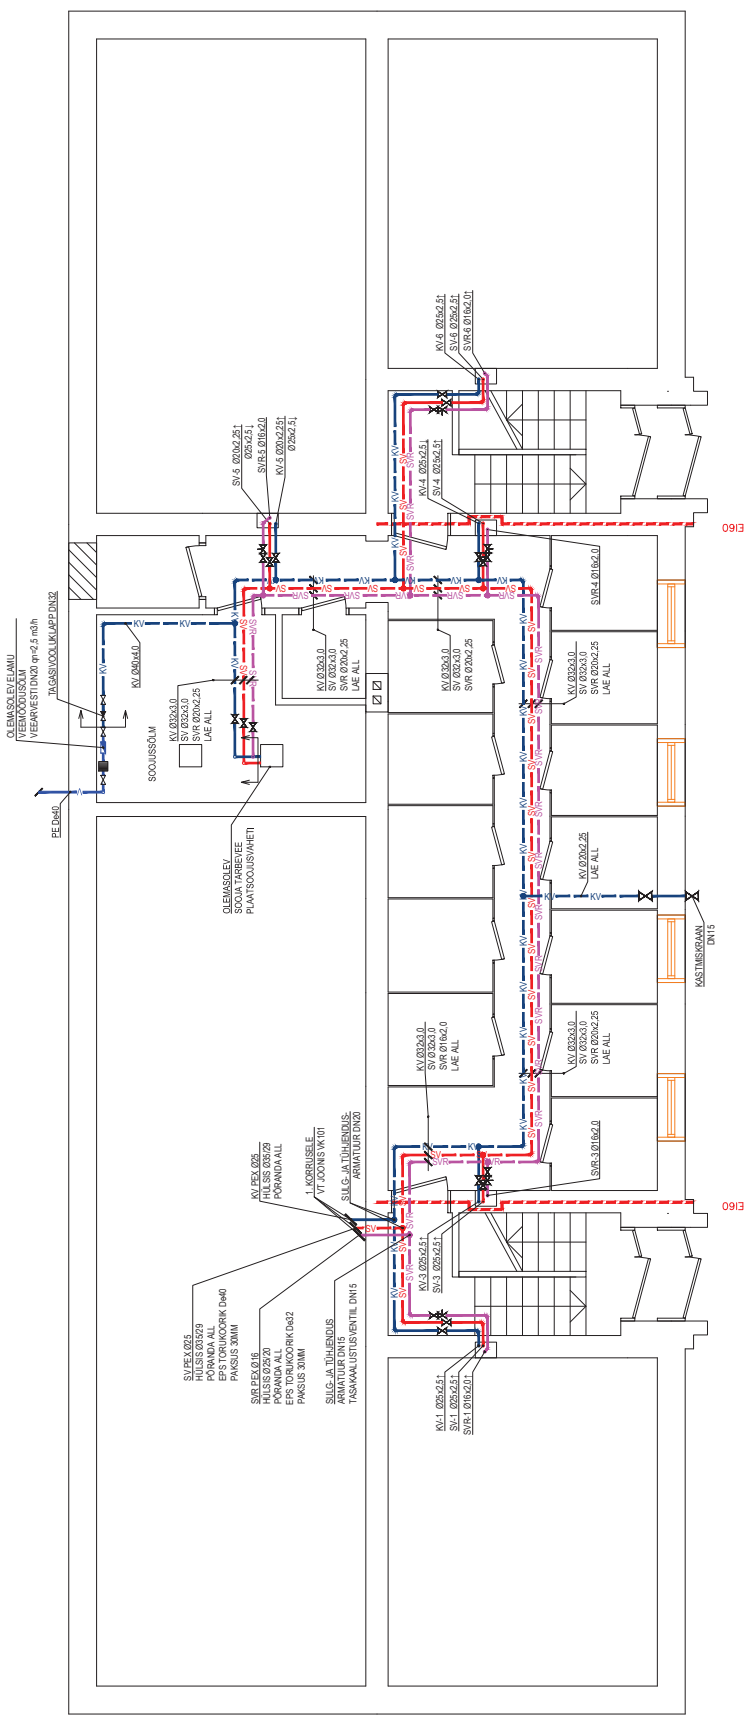 OLEMASOLEV ELAMU
VEEMÕÕDUSÕLM
VEEARVESTI DN20 qn=2,5 m3/h
TAGASIVOOLUKLAPP DN32
PE De40
V
KV
KV
KV
KV Ø40x4,0
KV Ø32x3,0
SV Ø32x3,0
SVR Ø20x2,25
LAE ALL
SOOJUSSÕLM
OLEMASOLEV
SOOJA TARBEVEE
PLAATSOOJUSVAHETI
SV-5 Ø20x2,25↑
Ø25x2,5↓
SVR-5 Ø16x2,0
KV-5 Ø20x2,25↑
Ø25x2,5↓
KV-6 Ø25x2,5↑
SV-6 Ø25x2,5↑
SVR-6 Ø16x2,0↑
KV-4 Ø25x2,5↓
SV-4 Ø25x2,5↑
SVR-4 Ø16x2,0
EI60
KV Ø32x3,0
SV Ø32x3,0
SVR Ø20x2,25
LAE ALL
KV Ø32x3,0
SV Ø32x3,0
SVR Ø20x2,25
LAE ALL
KV Ø32x3,0
SV Ø32x3,0
SVR Ø20x2,25
LAE ALL
KV Ø20x2,25
LAE ALL
KASTMISKRAAN
DN15
KV Ø32x3,0
SV Ø32x3,0
SVR Ø16x2,0
LAE ALL
KV Ø32x3,0
SV Ø32x3,0
SVR Ø20x2,25
LAE ALL
KV PEX Ø25
HÜLSIS Ø35/29
PÕRANDA ALL
1. KORRUSELE
VT JOONIS VK101
SULG- JA TÜHJENDUS-
ARMATUUR DN20
SV PEX Ø25
HÜLSIS Ø35/29
PÕRANDA ALL
EPS TORUKOORIK De40
PAKSUS 30MM
SVR PEX Ø16
HÜLSIS Ø25/20
PÕRANDA ALL
EPS TORUKOORIK De32
PAKSUS 30MM
SULG- JA TÜHJENDUS
ARMATUUR DN15
TASAKAALUSTUSVENTIIL DN15
SVR-3 Ø16x2,0
KV-3 Ø25x2,5↑
SV-3 Ø25x2,5↑
EI60
KV-1 Ø25x2,5↑
SV-1 Ø25x2,5↑
SVR-1 Ø16x2,0↑